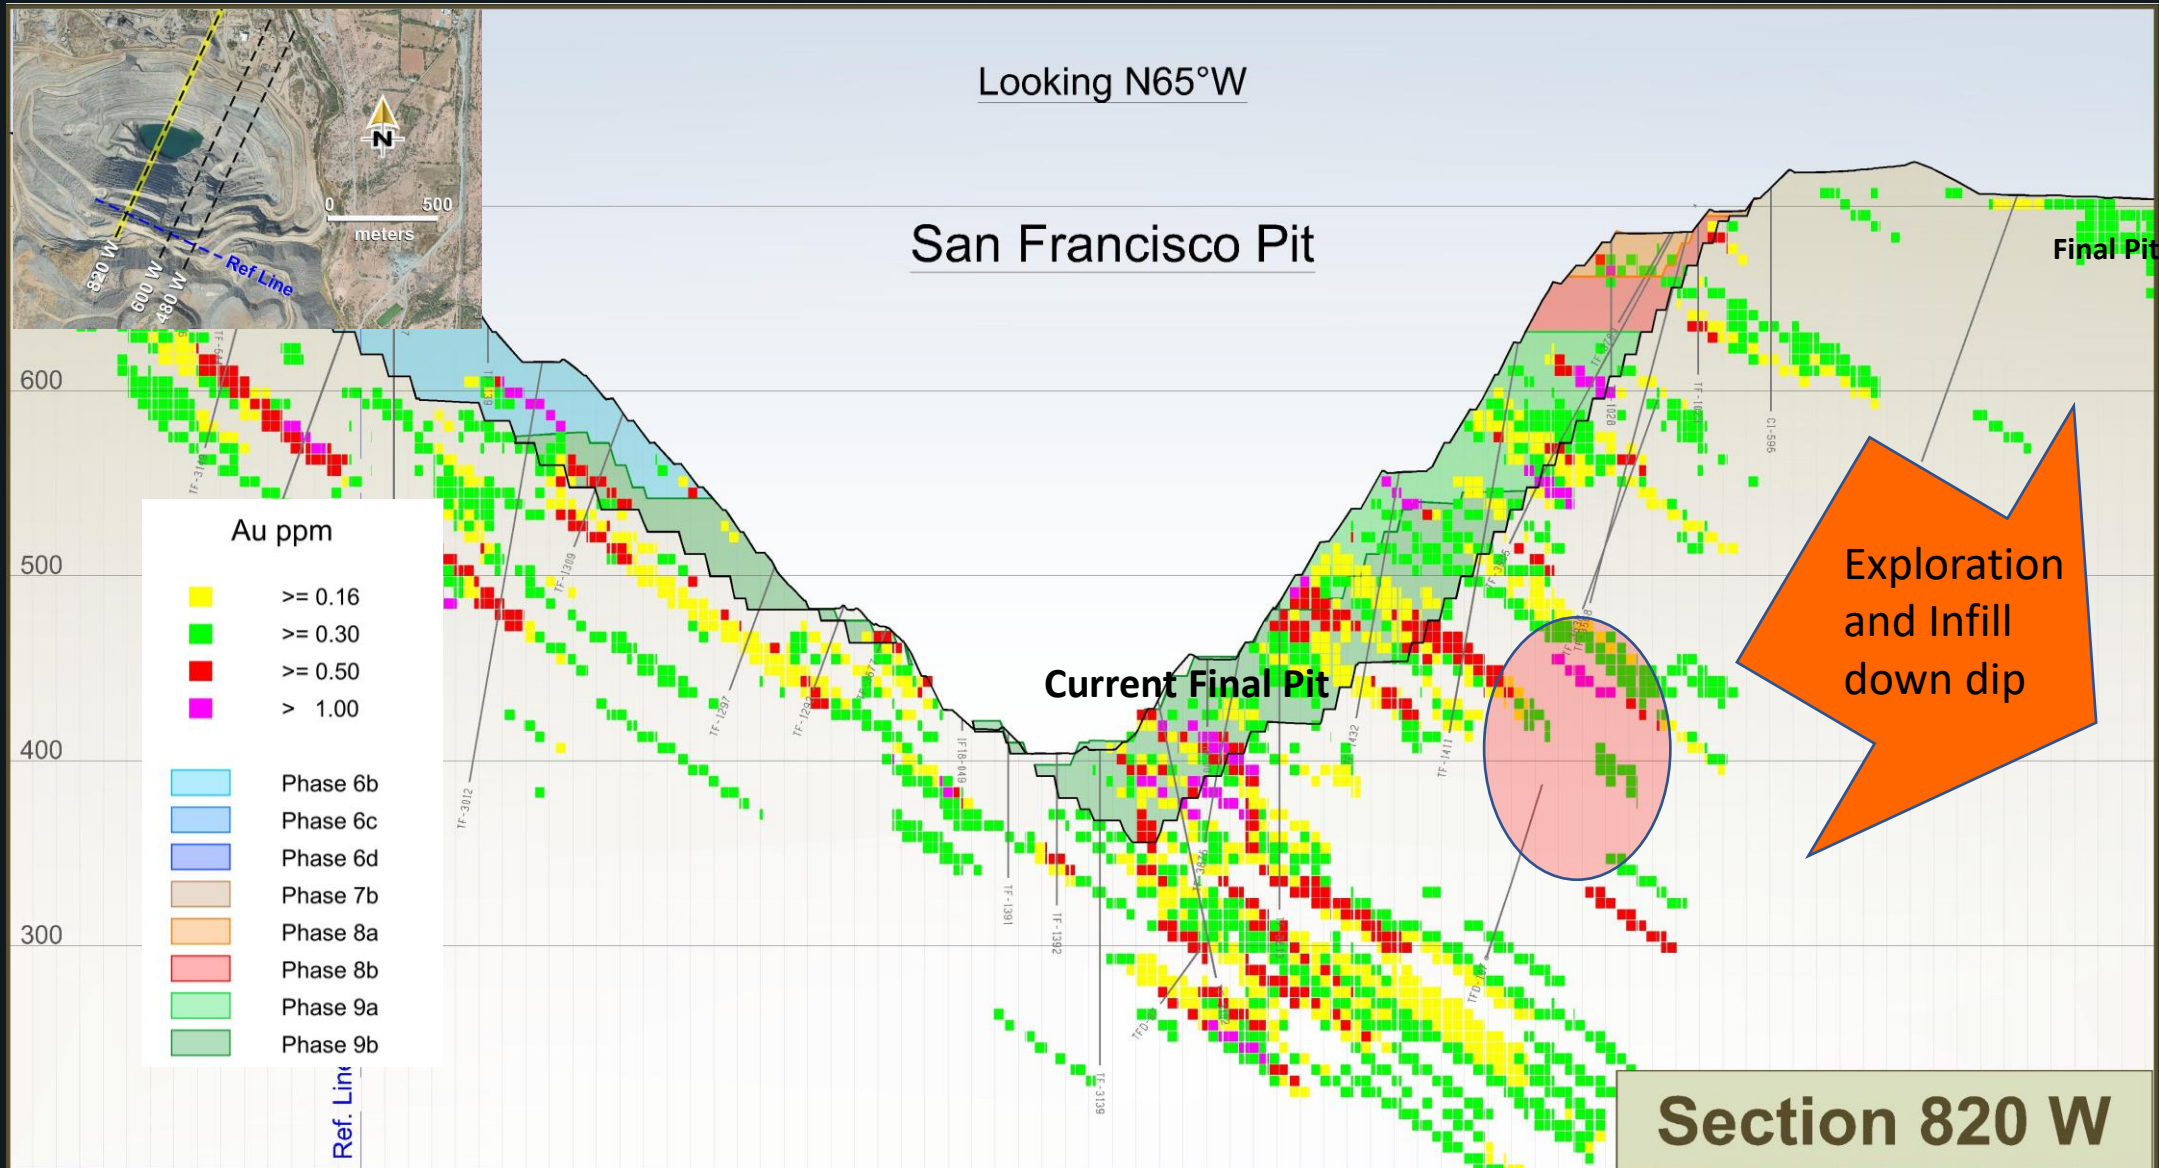 Looking N65°W
San Francisco Pit
N
0 500
meters
820 W
600 W
480 W
Ref Line
Final Pit
600
500
400
300
Au ppm
>= 0.16
>= 0.30
>= 0.50
> 1.00
Phase 6b
Phase 6c
Phase 6d
Phase 7b
Phase 8a
Phase 8b
Phase 9a
Phase 9b
Ref. Line
Current Final Pit
Exploration
and Infill
down dip
TF-3012
TF-1309
TF-1297
TF-1391
TF-1392
TF-3139
TF-1411
CI-596
Section 820 W